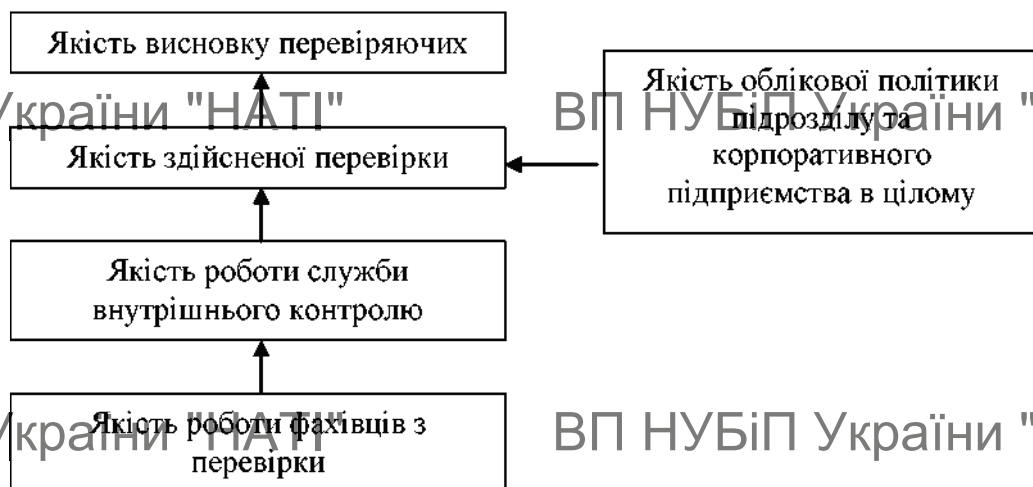 Якість висновку перевіряючих
Якість облікової політики
підрозділу та
корпоративного
підприємства в цілому
України "НАТІ"
ВП НУБіП України "
Якість здійсненої перевірки
Якість роботи служби
внутрішнього контролю
Якість роботи фахівців з
перевірки
України "НАТІ"
ВП НУБіП України "